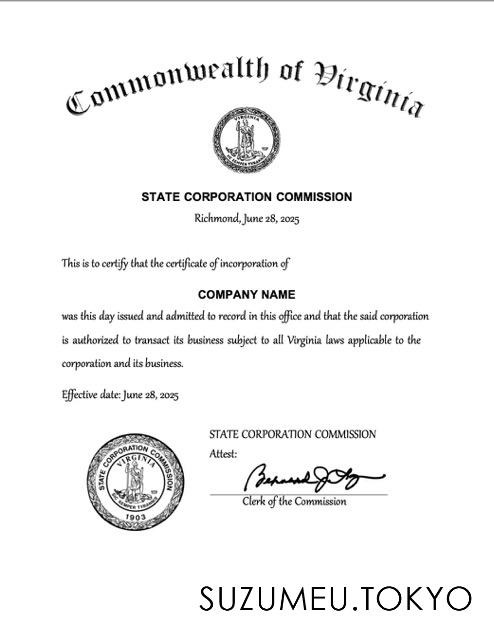 Commonwealth of Virginia
VIRGINIA
SIC SEMPER TYRANNIS
STATE CORPORATION COMMISSION
Richmond, June 28, 2025
This is to certify that the certificate of incorporation of
COMPANY NAME
was this day issued and admitted to record in this office and that the said corporation
is authorized to transact its business subject to all Virginia laws applicable to the
corporation and its business.
Effective date: June 28, 2025
STATE CORPORATION COMMISSION
Attest:
Clerk of the Commission
STATE CORPORATION COMMISSION
VIRGINIA
SIC SEMPER TYRANNIS
1903
SUZUMEU.TOKYO